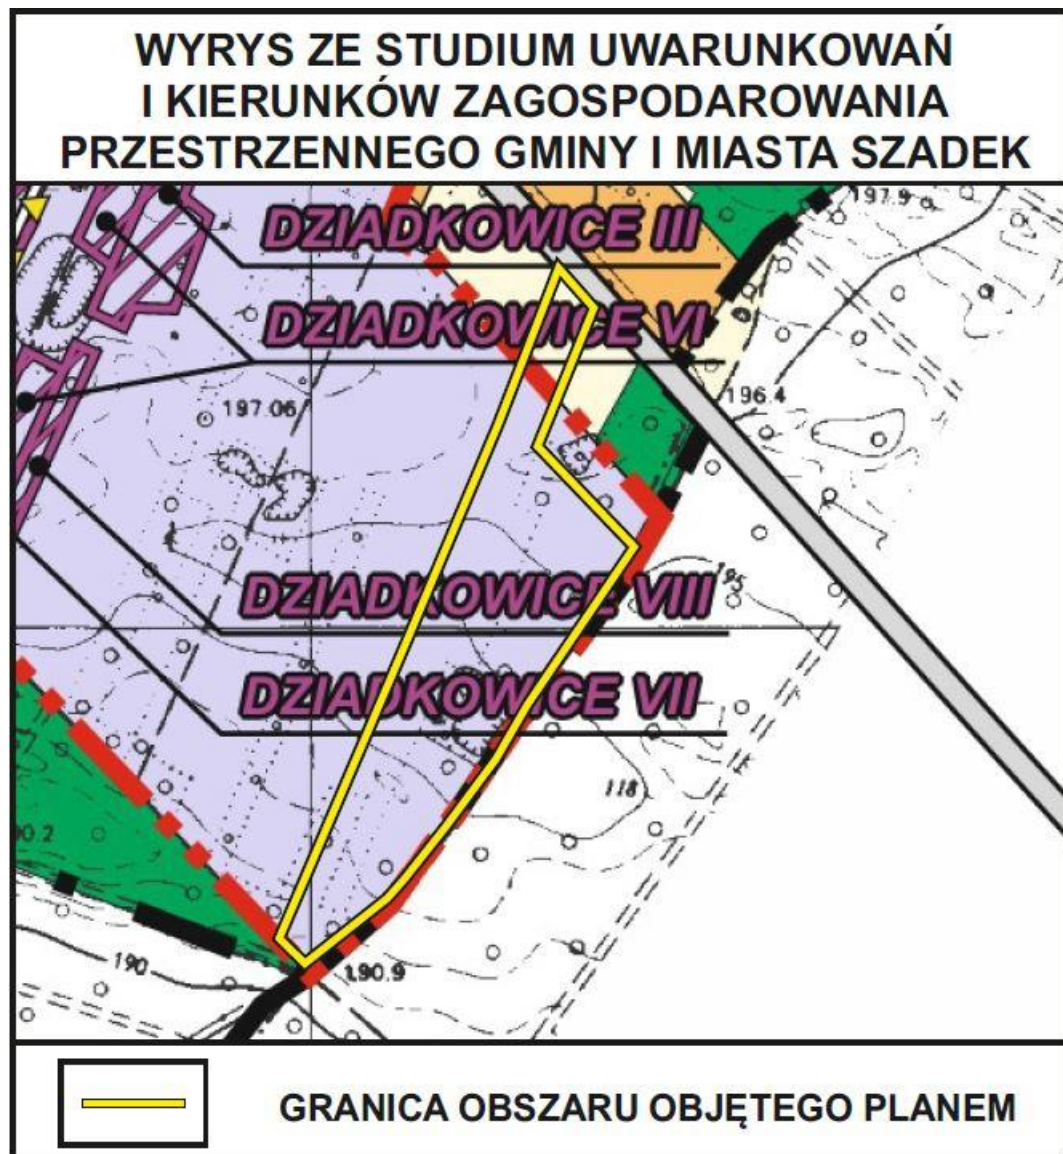 WYRYS ZE STUDIUM UWARUNKOWAŃ
I KIERUNKÓW ZAGOSPODAROWANIA
PRZESTRZENNEGO GMINY I MIASTA SZADEK
197.9
DZIADKOWICE III
DZIADKOWICE VI
196.4
197.06
195
DZIADKOWICE VIII
DZIADKOWICE VII
118
90.2
190
190.9
GRANICA OBSZARU OBJĘTEGO PLANEM